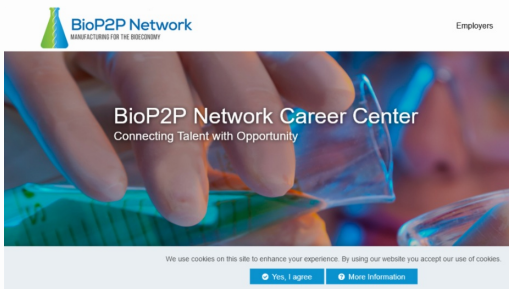 BioP2P Network
MANUFACTURING FOR THE BIOECONOMY
Employers
BioP2P Network Career Center
Connecting Talent with Opportunity
We use cookies on this site to enhance your experience. By using our website you accept our use of cookies.
Yes, I agree
More Information